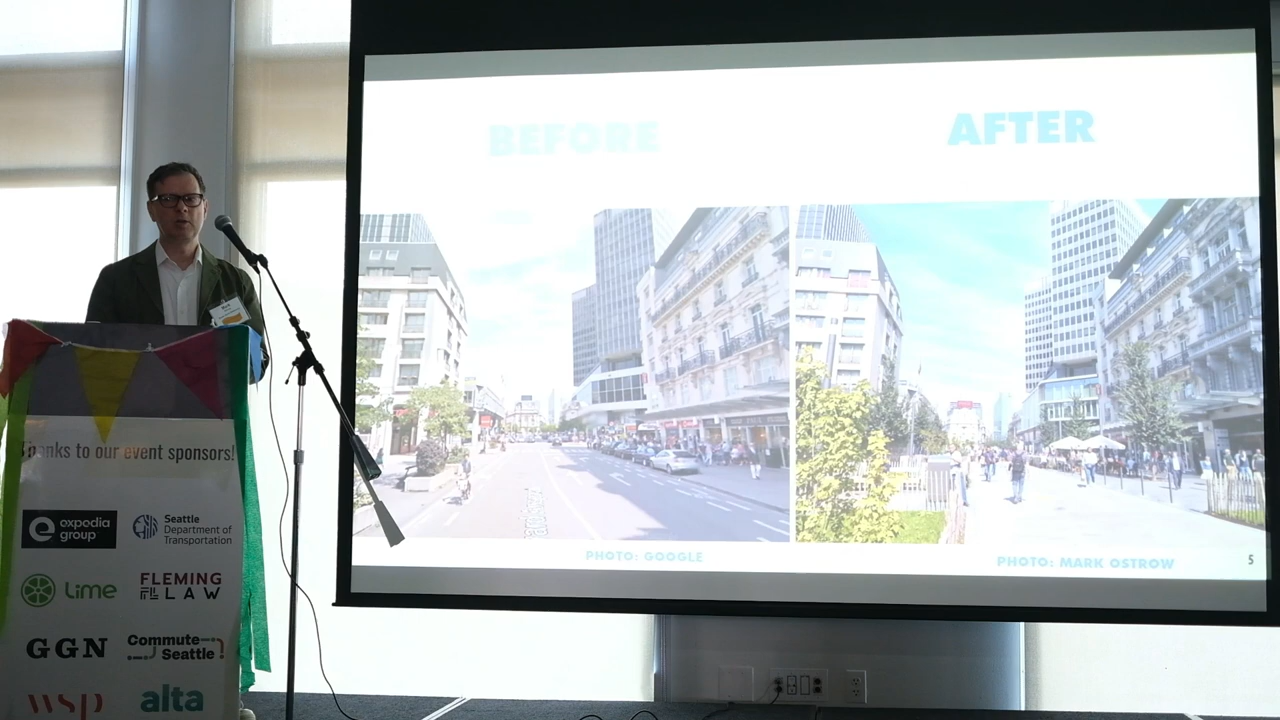 BEFORE
AFTER
PHOTO: GOOGLE
PHOTO: MARK OSTROW
5
Thanks to our event sponsors!
expedia group
Seattle
Department of
Transportation
Lime
FLEMING
LAW
GGN
Commute
Seattle
wsp
alta